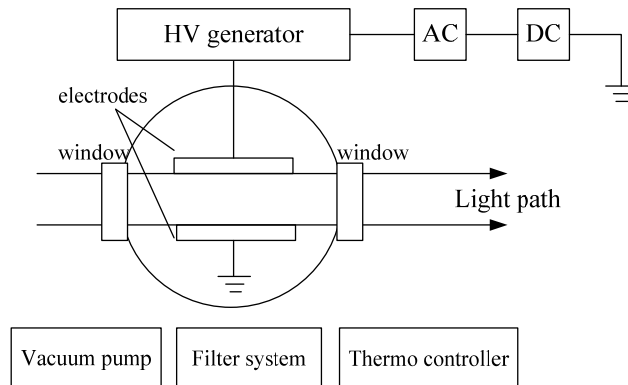 HV generator
AC
DC
electrodes
window
window
Light path
Vacuum pump
Filter system
Thermo controller